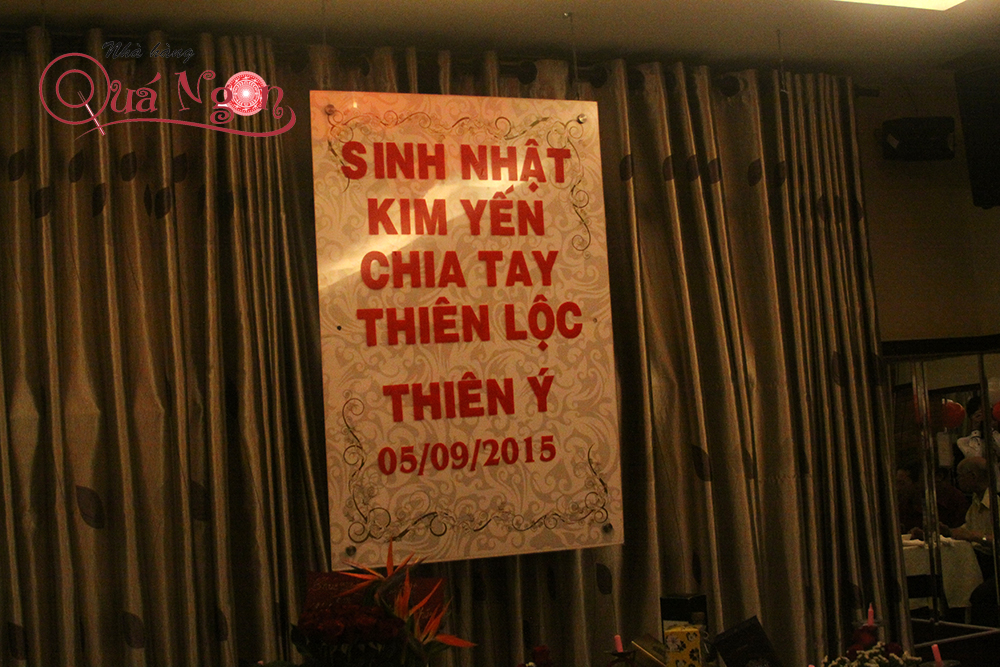 Nhà hàng
Quá Ngon
SINH NHẬT
KIM YẾN
CHIA TAY
THIÊN LỘC
THIÊN Ý
05/09/2015